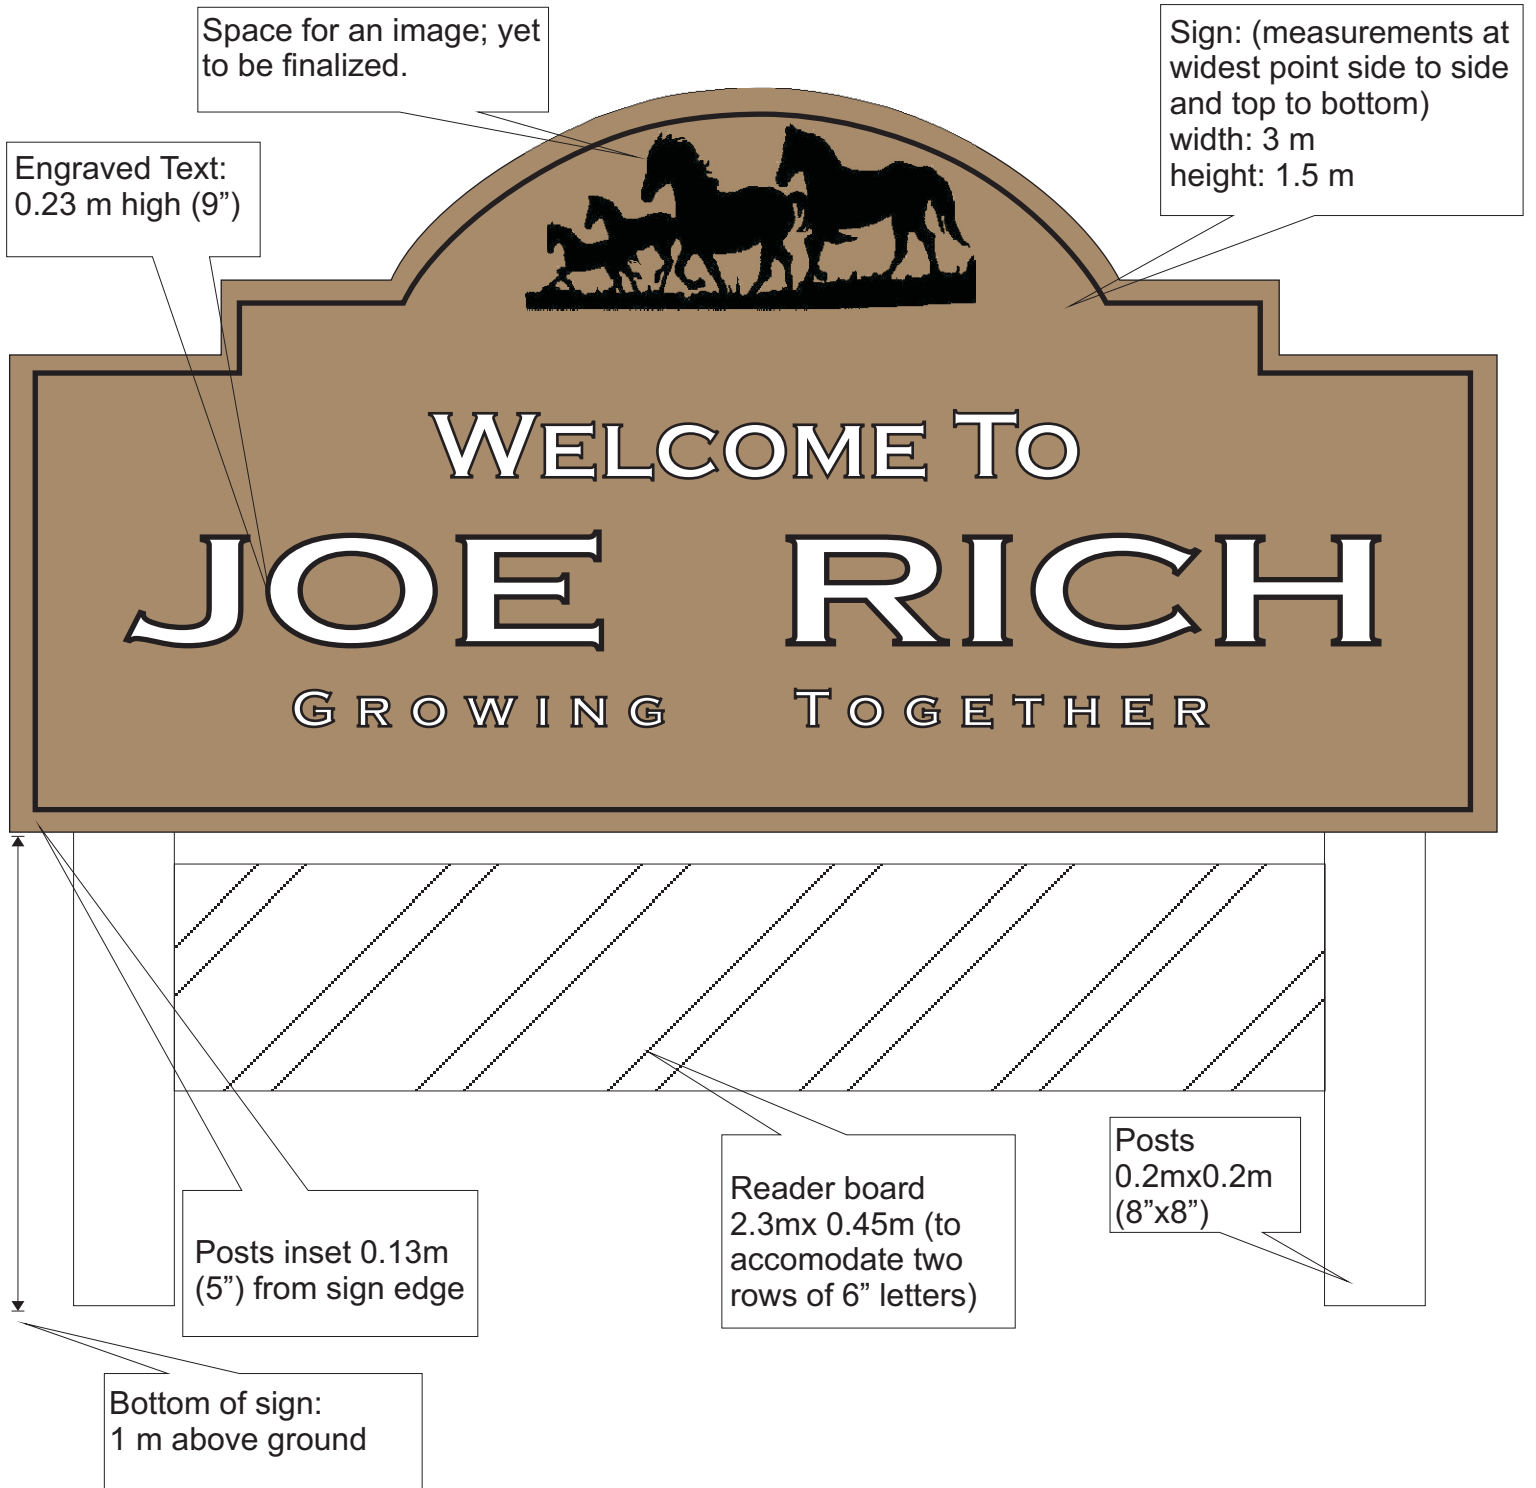 Space for an image; yet
to be finalized.
Sign: (measurements at
widest point side to side
and top to bottom)
width: 3 m
height: 1.5 m
Engraved Text:
0.23 m high (9”)
WELCOME TO
JOE RICH
GROWING TOGETHER
Posts inset 0.13m
(5”) from sign edge
Reader board
2.3mx 0.45m (to
accomodate two
rows of 6” letters)
Posts
0.2mx0.2m
(8”x8”)
Bottom of sign:
1 m above ground